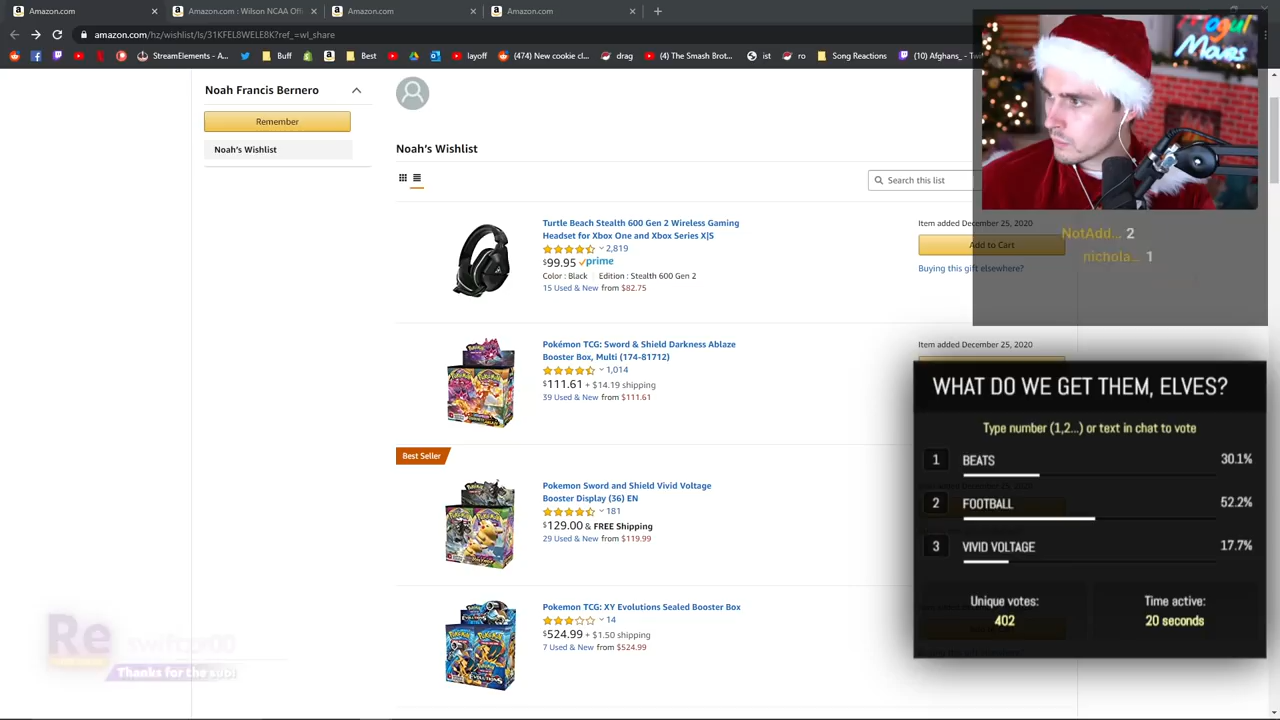 Amazon.com
Amazon.com : Wilson NCAA Offi
Amazon.com
Amazon.com
amazon.com/hz/wishlist/ls/31KFEL8WELE8K?ref_=wl_share
StreamElements - A...
Buff
Best
layoff
(474) New cookie cl...
drag
(4) The Smash Brot...
ist
ro
Song Reactions
(10) Afghans_ - Twi
Mogul
Moves
Noah Francis Bernero
Remember
Noah's Wishlist
Noah's Wishlist
Search this list
Turtle Beach Stealth 600 Gen 2 Wireless Gaming
Headset for Xbox One and Xbox Series X|S
2,819
$99.95 prime
Color : Black Edition : Stealth 600 Gen 2
15 Used & New from $82.75
Item added December 25, 2020
Add to Cart
Buying this gift elsewhere?
NotAdd... 2
nichola... 1
Pokémon TCG: Sword & Shield Darkness Ablaze
Booster Box, Multi (174-81712)
1,014
$111.61 + $14.19 shipping
39 Used & New from $111.61
Item added December 25, 2020
Best Seller
Pokemon Sword and Shield Vivid Voltage
Booster Display (36) EN
181
$129.00 & FREE Shipping
29 Used & New from $119.99
Pokemon TCG: XY Evolutions Sealed Booster Box
14
$524.99 + $1.50 shipping
7 Used & New from $524.99
WHAT DO WE GET THEM, ELVES?
Type number (1,2...) or text in chat to vote
1 BEATS 30.1%
2 FOOTBALL 52.2%
3 VIVID VOLTAGE 17.7%
Unique votes:
402
Time active:
20 seconds
Re
Thanks for the sub!